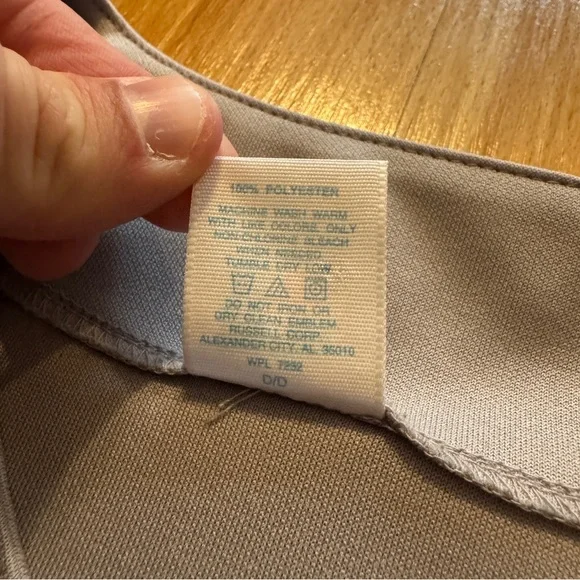 100% POLYESTER
MACHINE WASH WARM
WITH LIKE COLORS. ONLY
NON-CHLORINE BLEACH
WHEN NEEDED.
TUMBLE DRY LOW.
DO NOT IRON OR
DRY CLEAN EMBLEM
RUSSELL CORP.
ALEXANDER CITY, AL 35010
WPL 7252
D/D